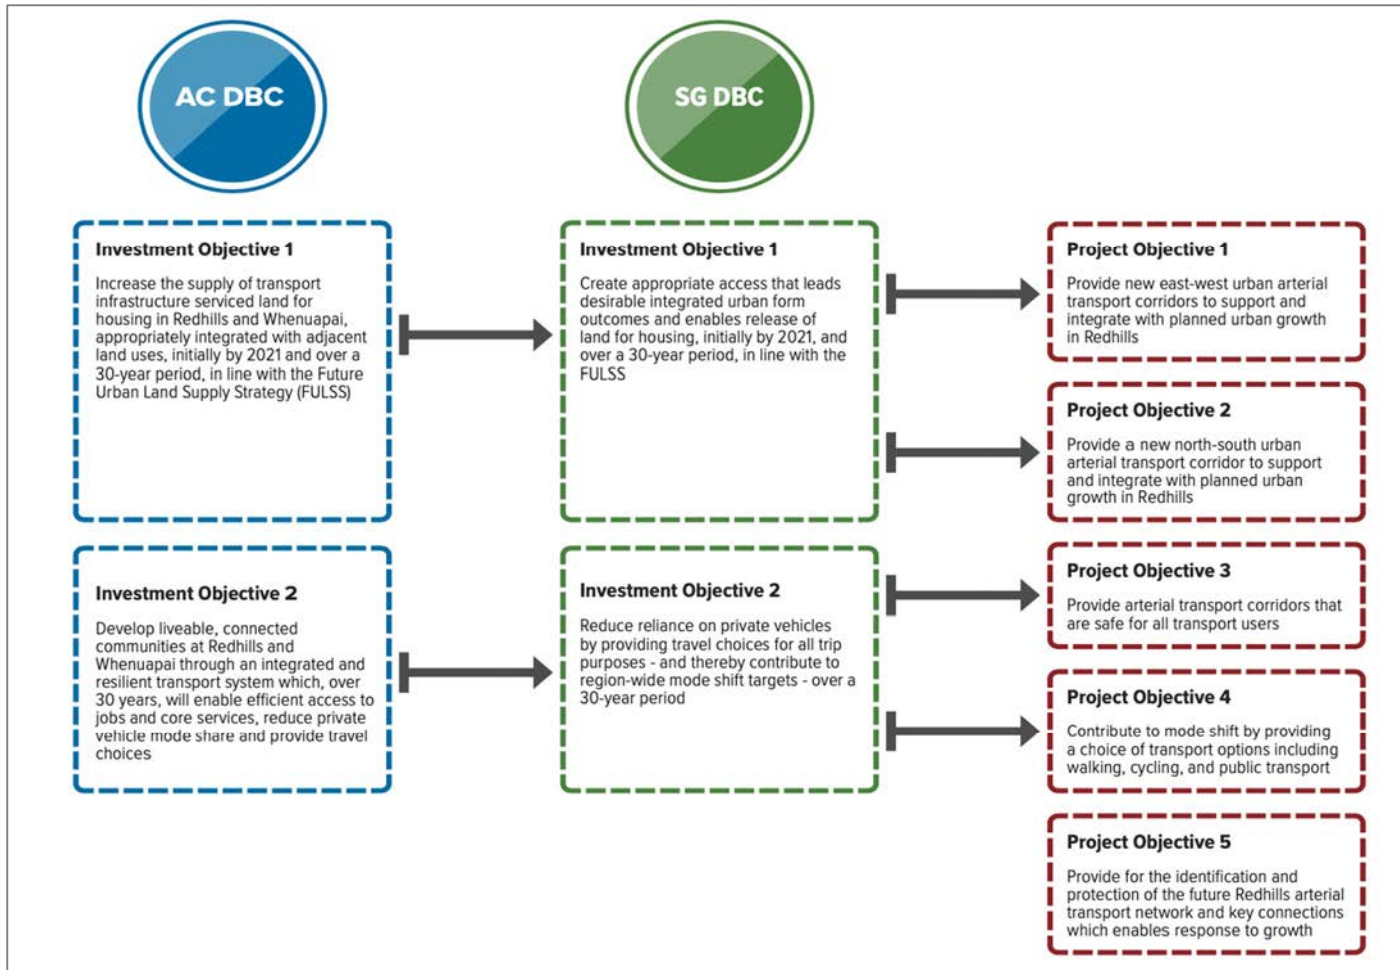 AC DBC
SG DBC
Investment Objective 1
Increase the supply of transport
infrastructure serviced land for
housing in Redhills and Whenuapai,
appropriately integrated with adjacent
land uses, initially by 2021 and over a
30-year period, in line with the Future
Urban Land Supply Strategy (FULSS)
Investment Objective 1
Create appropriate access that leads
desirable integrated urban form
outcomes and enables release of
land for housing, initially by 2021, and
over a 30-year period, in line with the
FULSS
Project Objective 1
Provide new east-west urban arterial
transport corridors to support and
integrate with planned urban growth
in Redhills
Project Objective 2
Provide a new north-south urban
arterial transport corridor to support
and integrate with planned urban
growth in Redhills
Investment Objective 2
Develop liveable, connected
communities at Redhills and
Whenuapai through an integrated and
resilient transport system which, over
30 years, will enable efficient access to
jobs and core services, reduce private
vehicle mode share and provide travel
choices
Investment Objective 2
Reduce reliance on private vehicles
by providing travel choices for all trip
purposes - and thereby contribute to
region-wide mode shift targets - over a
30-year period
Project Objective 3
Provide arterial transport corridors that
are safe for all transport users
Project Objective 4
Contribute to mode shift by providing
a choice of transport options including
walking, cycling, and public transport
Project Objective 5
Provide for the identification and
protection of the future Redhills arterial
transport network and key connections
which enables response to growth